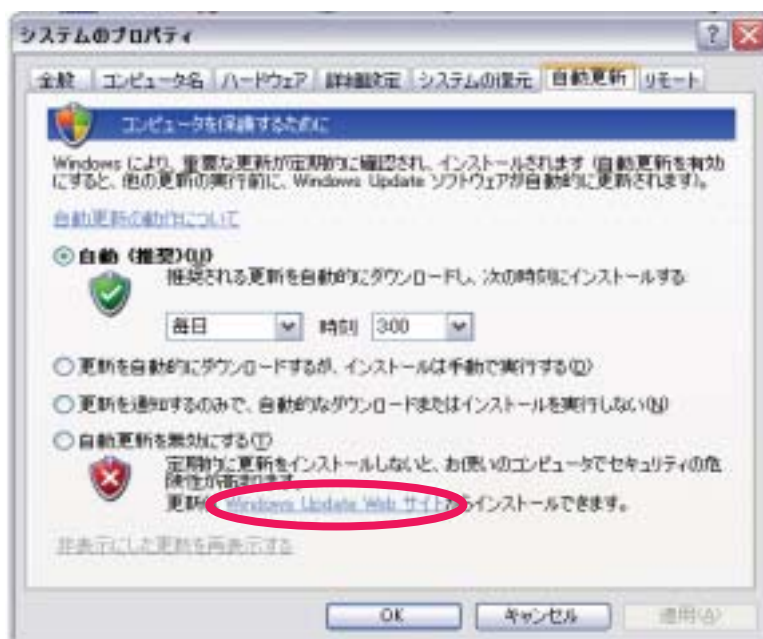 システムのプロパティ
全般 コンピュータ名 ハードウェア 詳細設定 システムの復元 自動更新 リモート
コンピュータを保護するために
Windows により、重要な更新が定期的に確認され、インストールされます (自動更新を有効
にすると、他の更新の実行前に、Windows Update ソフトウェアが自動的に更新されます)。
自動更新の動作について
自動 (推奨)(U)
推奨される更新を自動的にダウンロードし、次の時刻にインストールする:
毎日 時刻 3:00
更新を自動的にダウンロードするが、インストールは手動で実行する(D)
更新を通知するのみで、自動的なダウンロードまたはインストールを実行しない(N)
自動更新を無効にする(T)
定期的に更新をインストールしないと、お使いのコンピュータでセキュリティの危
険性が高まります。
更新は Windows Update Web サイトからインストールできます。
非表示にした更新を再表示する
OK キャンセル 適用(A)